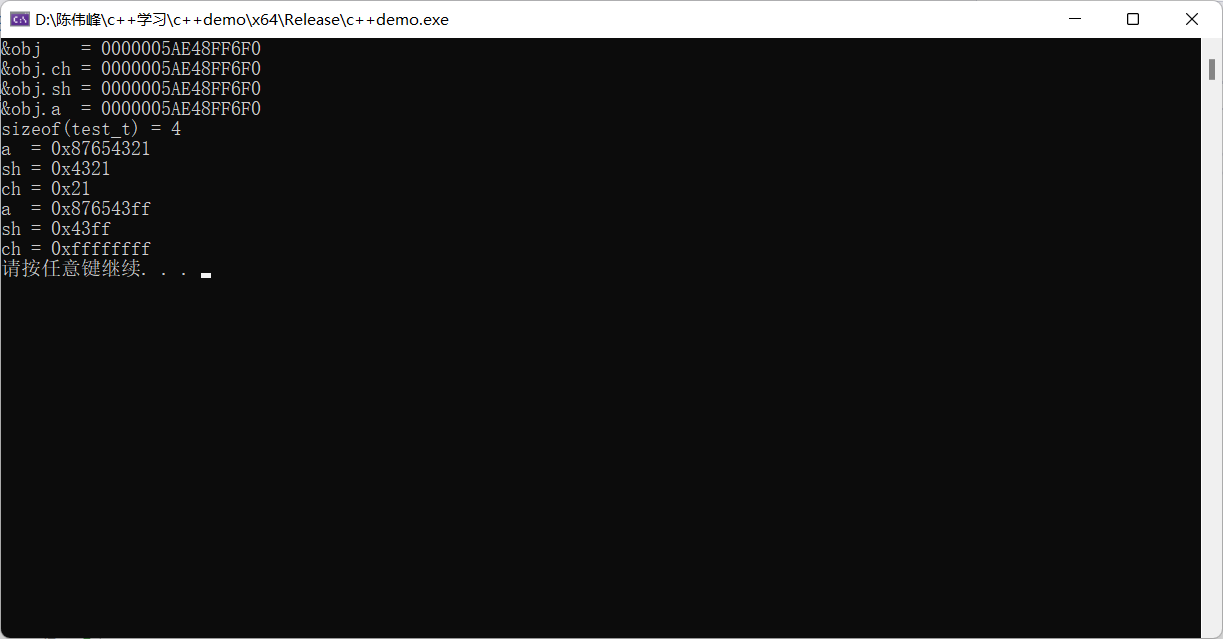 D:\陈伟峰\c++学习\c++demo\x64\Release\c++demo.exe
&obj    = 0000005AE48FF6F0
&obj.ch = 0000005AE48FF6F0
&obj.sh = 0000005AE48FF6F0
&obj.a  = 0000005AE48FF6F0
sizeof(test_t) = 4
a  = 0x87654321
sh = 0x4321
ch = 0x21
a  = 0x876543ff
sh = 0x43ff
ch = 0xffffffff
请按任意键继续. . .